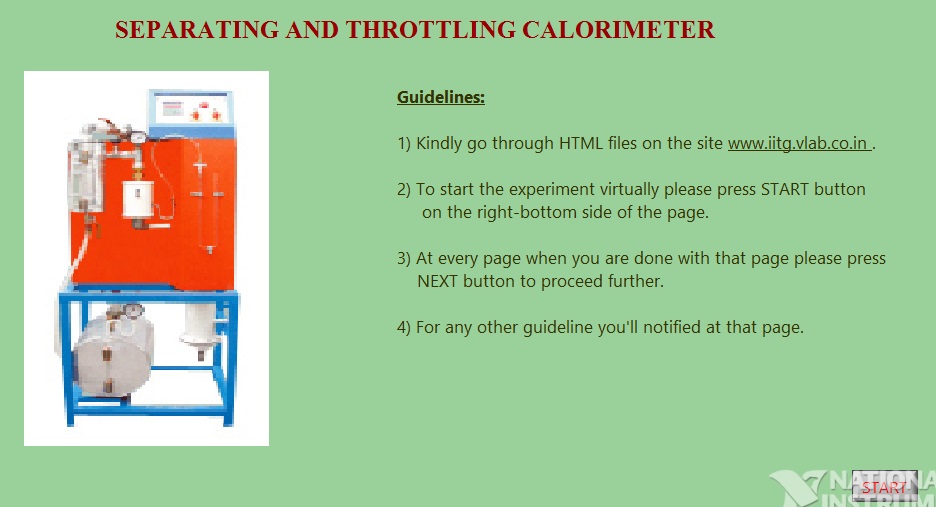 SEPARATING AND THROTTLING CALORIMETER
Guidelines:
1) Kindly go through HTML files on the site www.iitg.vlab.co.in .
2) To start the experiment virtually please press START button
on the right-bottom side of the page.
3) At every page when you are done with that page please press
NEXT button to proceed further.
4) For any other guideline you'll notified at that page.
NATIONA
START
INSTRUM